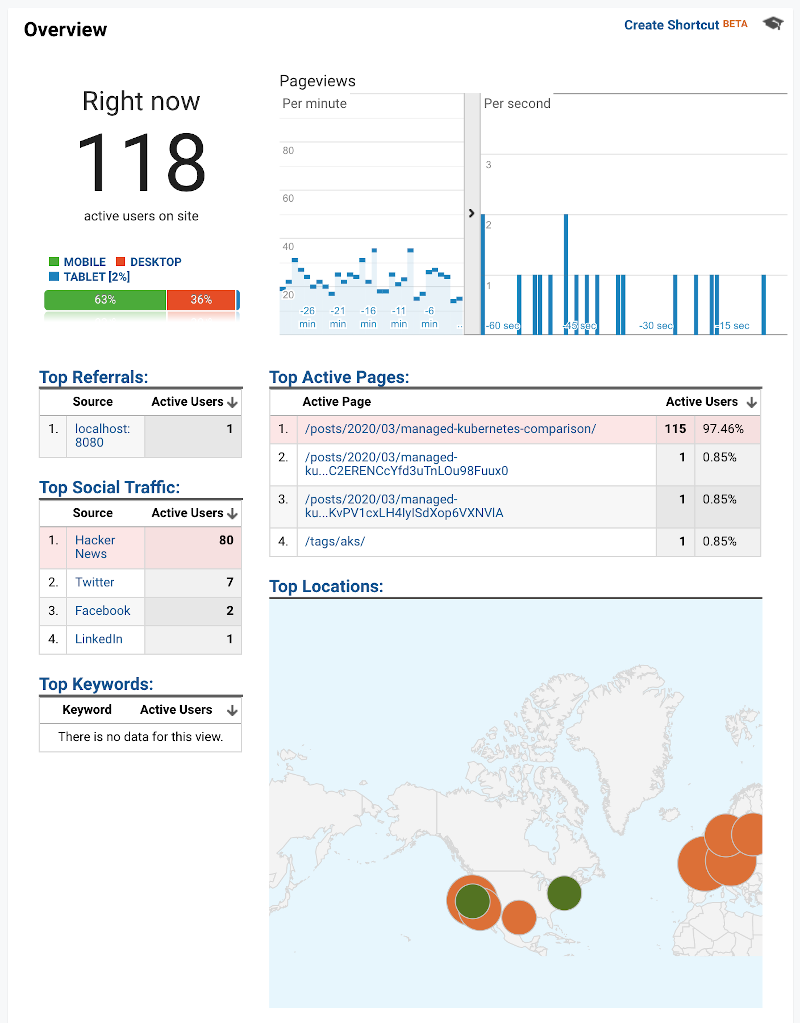 Overview
Create Shortcut BETA
Right now
118
active users on site
MOBILE DESKTOP
TABLET [2%]
63% 36%
Pageviews
Per minute
80
60
40
20
-26 min
-21 min
-16 min
-11 min
-6 min
..
Per second
3
2
1
-60 sec
-45 sec
-30 sec
-15 sec
Top Referrals:
Source Active Users
1. localhost: 1
8080
Top Social Traffic:
Source Active Users
1. Hacker 80
News
2. Twitter 7
3. Facebook 2
4. LinkedIn 1
Top Keywords:
Keyword Active Users
There is no data for this view.
Top Active Pages:
Active Page Active Users
1. /posts/2020/03/managed-kubernetes-comparison/ 115 97.46%
2. /posts/2020/03/managed- 1 0.85%
ku...C2ERENCcYfd3uTnLOu98Fuux0
3. /posts/2020/03/managed- 1 0.85%
ku...KvPV1cxLH4IylSdXop6VXNVlA
4. /tags/aks/ 1 0.85%
Top Locations: